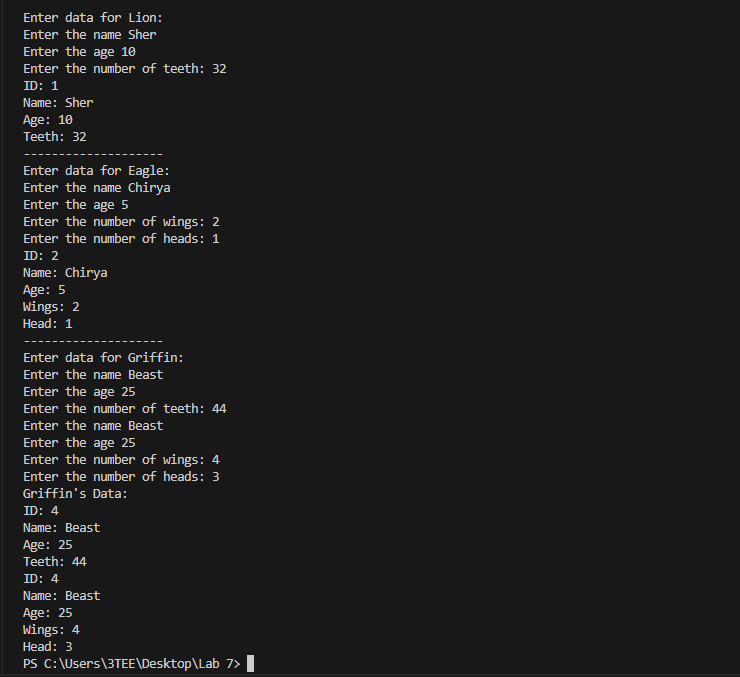 Enter data for Lion:
Enter the name Sher
Enter the age 10
Enter the number of teeth: 32
ID: 1
Name: Sher
Age: 10
Teeth: 32
--------------------
Enter data for Eagle:
Enter the name Chirya
Enter the age 5
Enter the number of wings: 2
Enter the number of heads: 1
ID: 2
Name: Chirya
Age: 5
Wings: 2
Head: 1
--------------------
Enter data for Griffin:
Enter the name Beast
Enter the age 25
Enter the number of teeth: 44
Enter the name Beast
Enter the age 25
Enter the number of wings: 4
Enter the number of heads: 3
Griffin's Data:
ID: 4
Name: Beast
Age: 25
Teeth: 44
ID: 4
Name: Beast
Age: 25
Wings: 4
Head: 3
PS C:\Users\3TEE\Desktop\Lab 7>